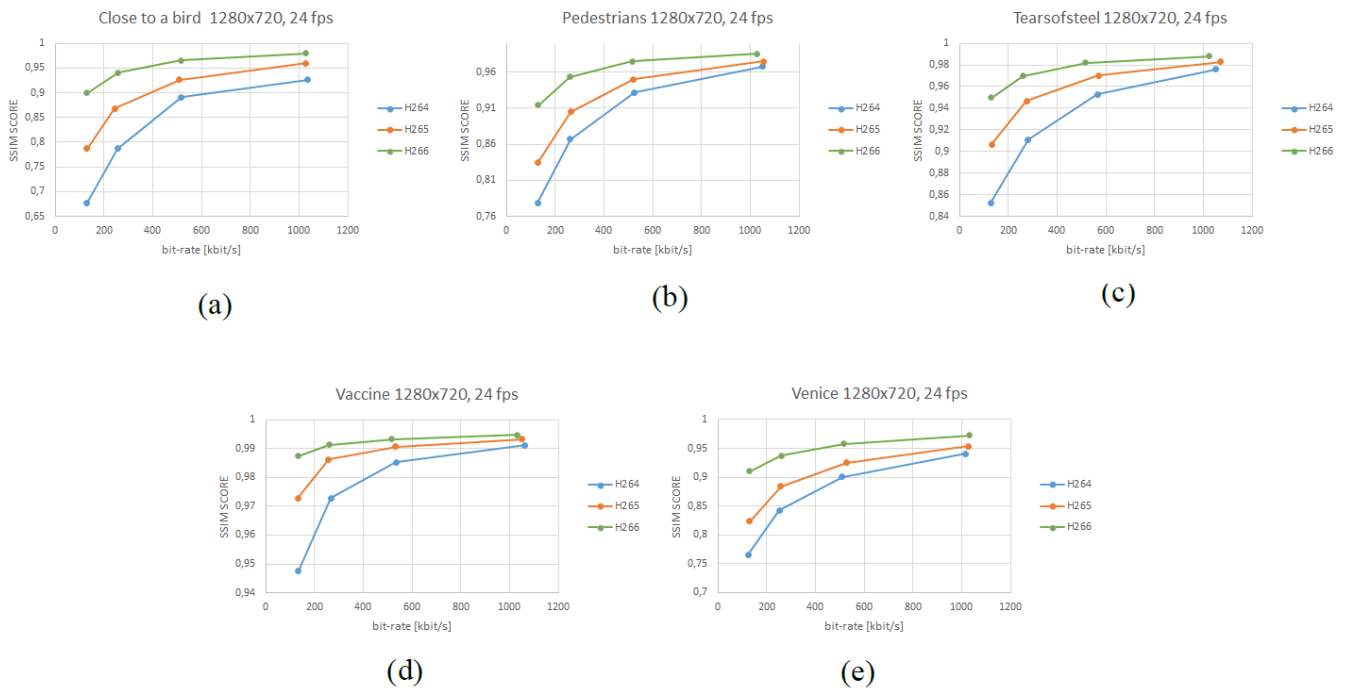 Close to a bird 1280x720, 24 fps
1
0,95
0,9
0,85
0,8
0,75
0,7
0,65
SSIM SCORE
0 200 400 600 800 1000 1200
bit-rate [kbit/s]
H264
H265
H266
(a)
Pedestrians 1280x720, 24 fps
0,96
0,91
0,86
0,81
0,76
SSIM SCORE
0 200 400 600 800 1000 1200
bit-rate [kbit/s]
H264
H265
H266
(b)
Tearsofsteel 1280x720, 24 fps
1
0,98
0,96
0,94
0,92
0,9
0,88
0,86
0,84
SSIM SCORE
0 200 400 600 800 1000 1200
bit-rate [kbit/s]
H264
H265
H266
(c)
Vaccine 1280x720, 24 fps
1
0,99
0,98
0,97
0,96
0,95
0,94
SSIM SCORE
0 200 400 600 800 1000 1200
bit-rate [kbit/s]
H264
H265
H266
(d)
Venice 1280x720, 24 fps
1
0,95
0,9
0,85
0,8
0,75
0,7
SSIM SCORE
0 200 400 600 800 1000 1200
bit-rate [kbit/s]
H264
H265
H266
(e)